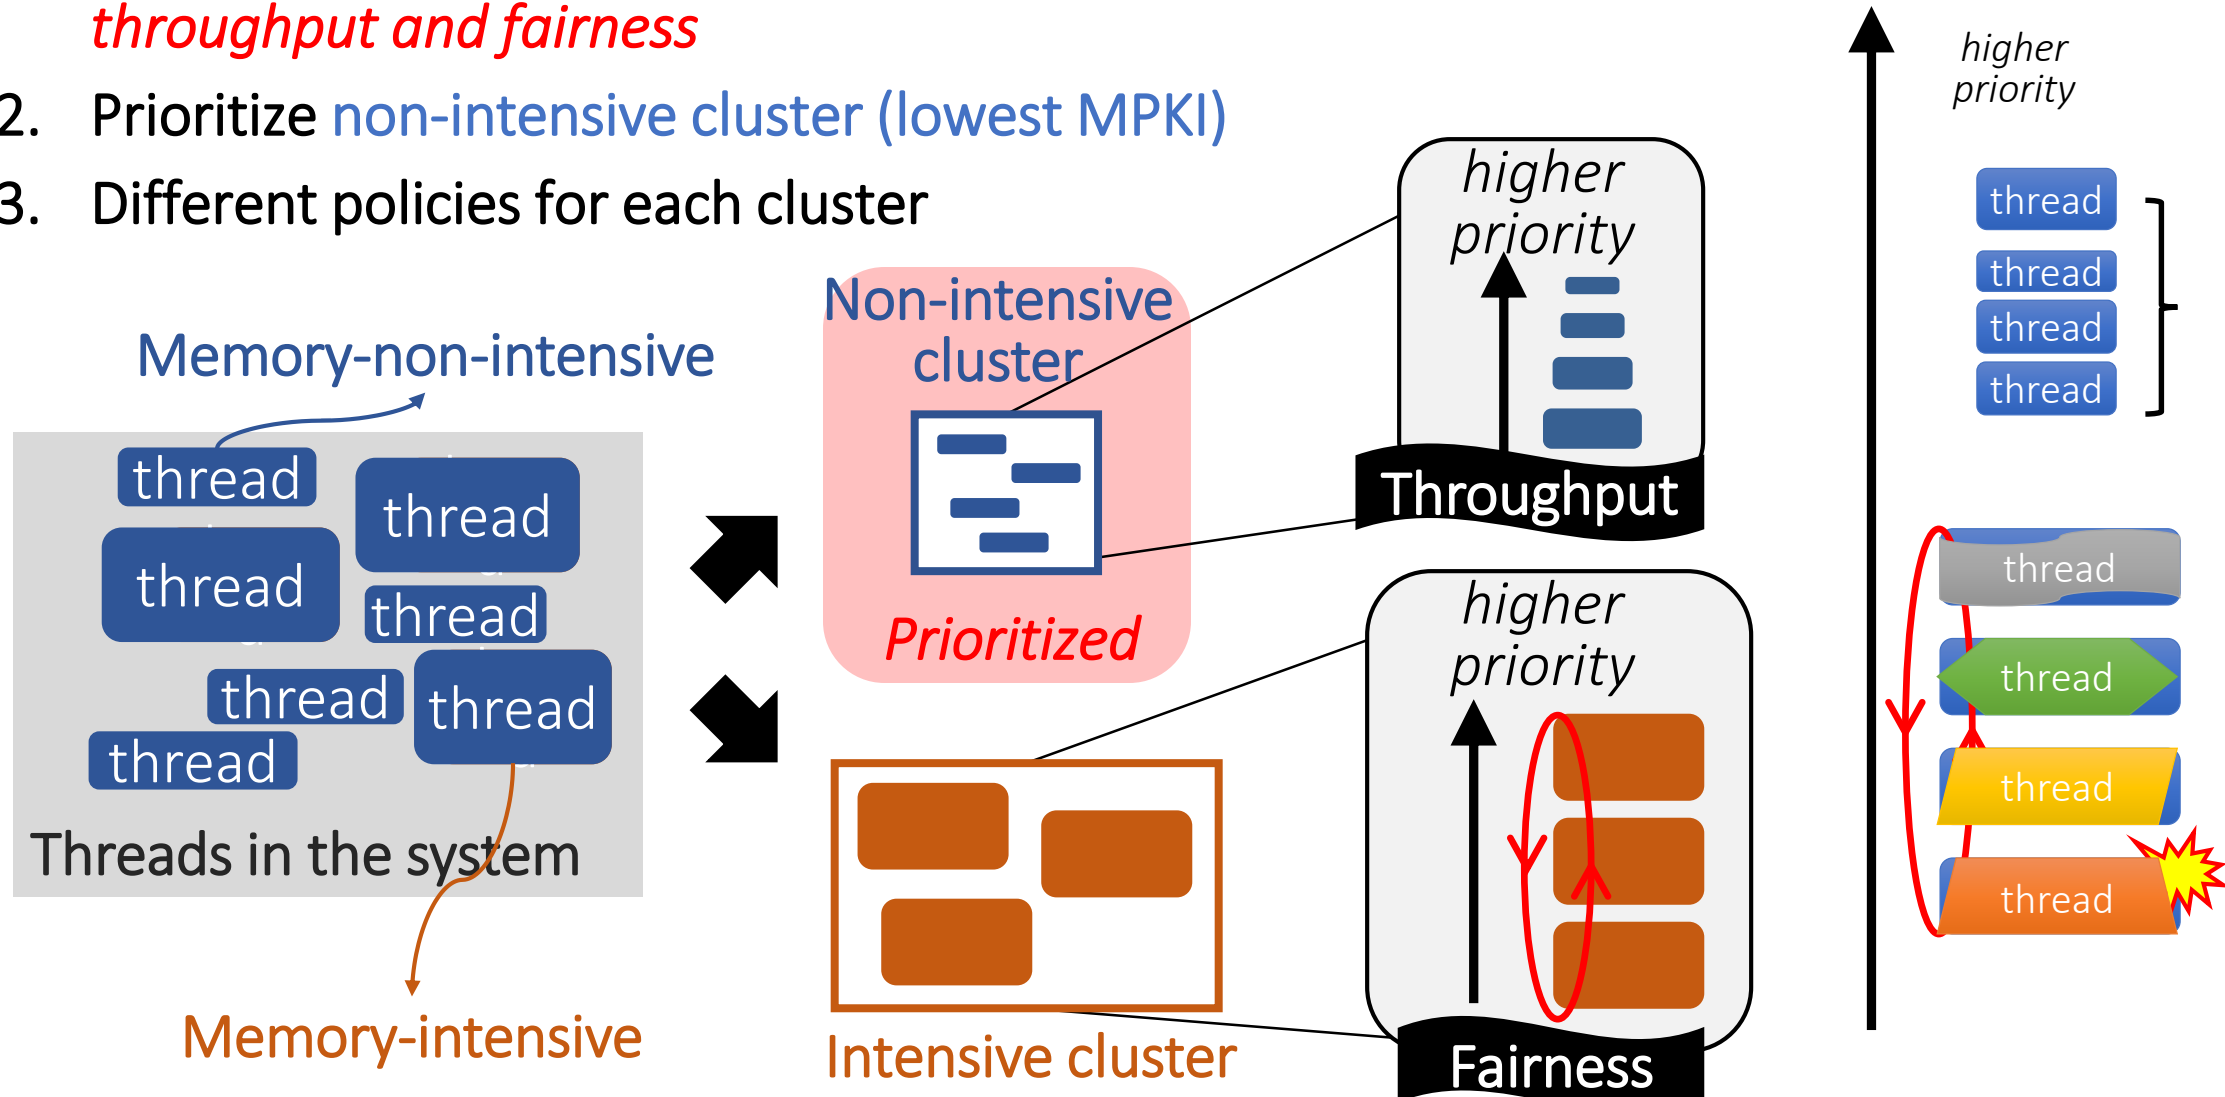 throughput and fairness
2. Prioritize non-intensive cluster (lowest MPKI)
3. Different policies for each cluster
Memory-non-intensive
thread
thread
thread
thread
thread
thread
thread
Threads in the system
Memory-intensive
Non-intensive
cluster
Prioritized
Intensive cluster
higher
priority
Throughput
higher
priority
Fairness
higher
priority
thread
thread
thread
thread
thread
thread
thread
thread